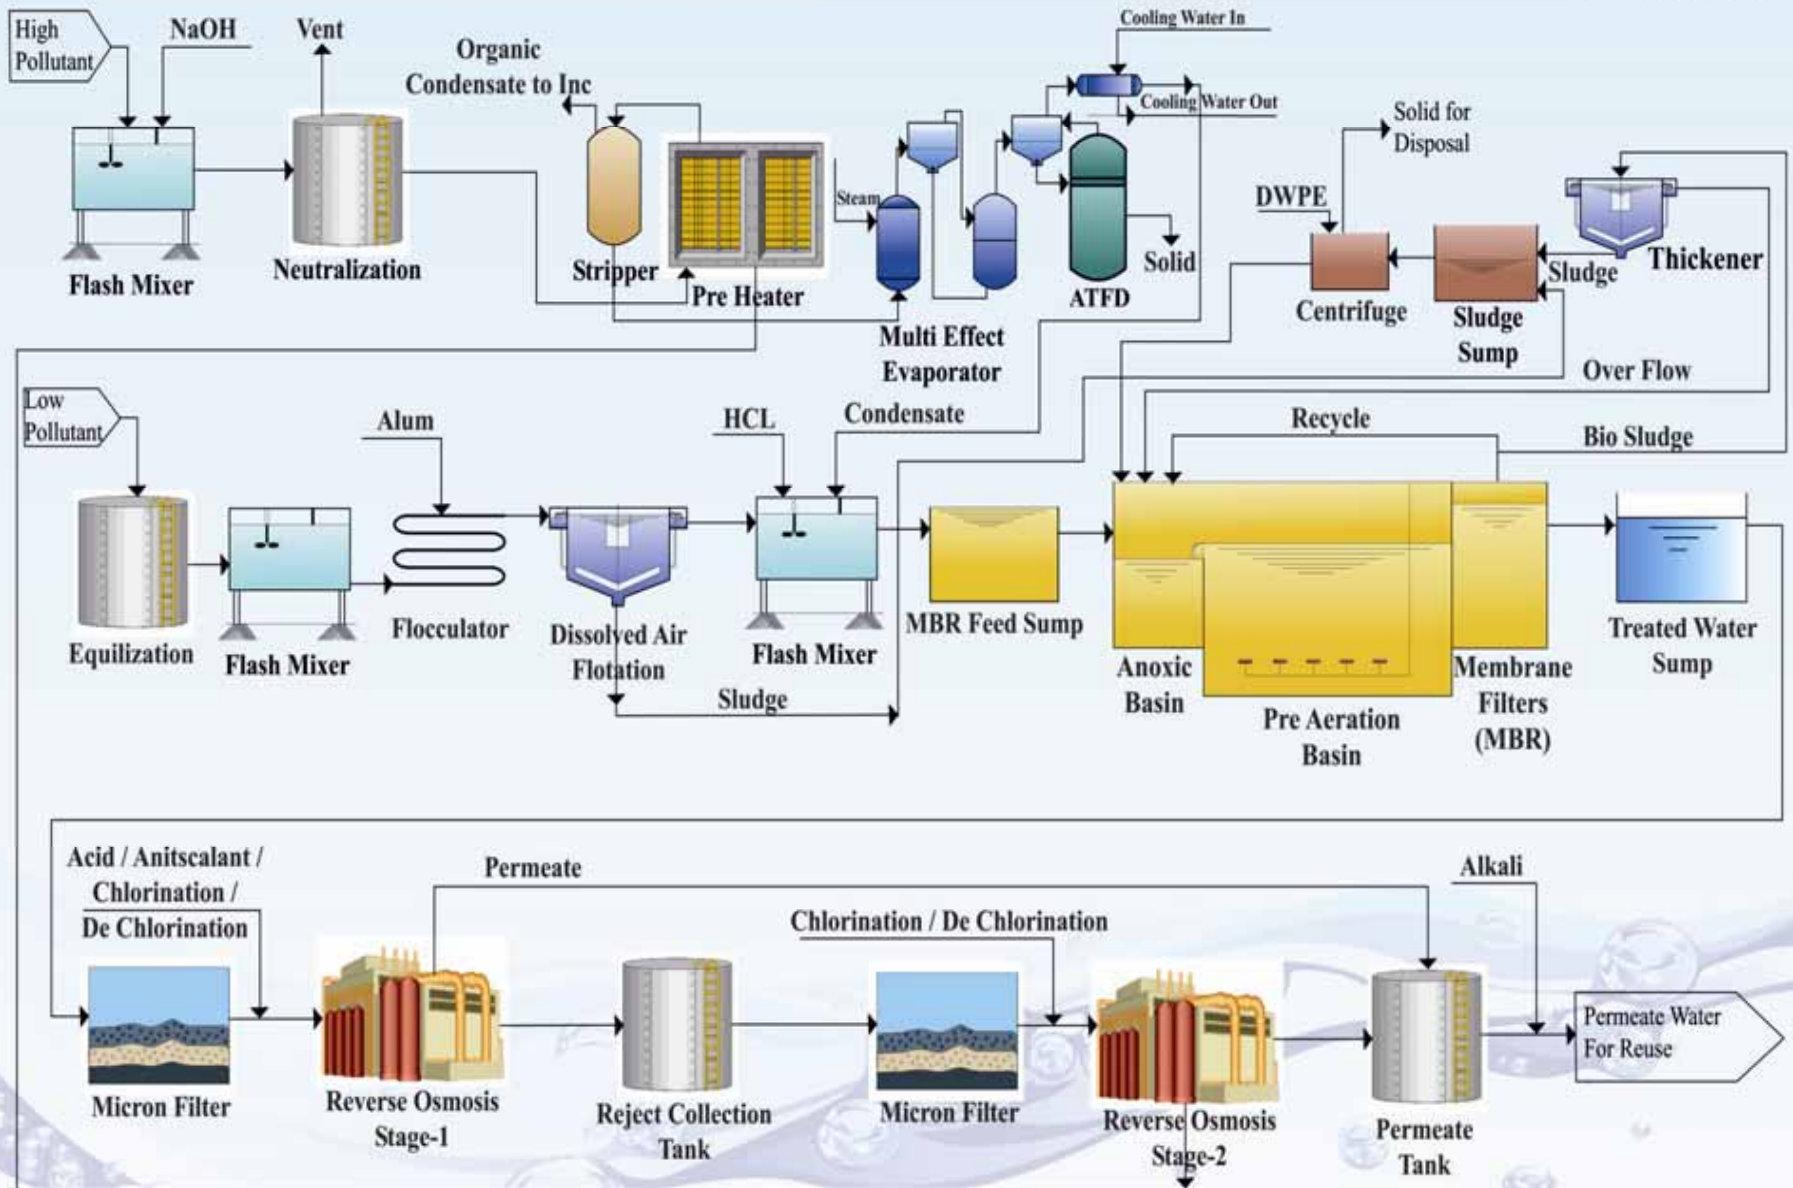 High
Pollutant
NaOH
Vent
Organic
Condensate to Inc
Cooling Water In
Cooling Water Out
Solid for
Disposal
DWPE
Steam
Flash Mixer
Neutralization
Stripper
Pre Heater
Solid
ATFD
Multi Effect
Evaporator
Centrifuge
Sludge
Sump
Sludge
Thickener
Over Flow
Low
Pollutant
Alum
HCL
Condensate
Recycle
Bio Sludge
Equilization
Flash Mixer
Flocculator
Dissolved Air
Flotation
Sludge
Flash Mixer
MBR Feed Sump
Anoxic
Basin
Pre Aeration
Basin
Membrane
Filters
(MBR)
Treated Water
Sump
Acid / Anitscalant /
Chlorination /
De Chlorination
Permeate
Chlorination / De Chlorination
Alkali
Micron Filter
Reverse Osmosis
Stage-1
Reject Collection
Tank
Micron Filter
Reverse Osmosis
Stage-2
Permeate
Tank
Permeate Water
For Reuse